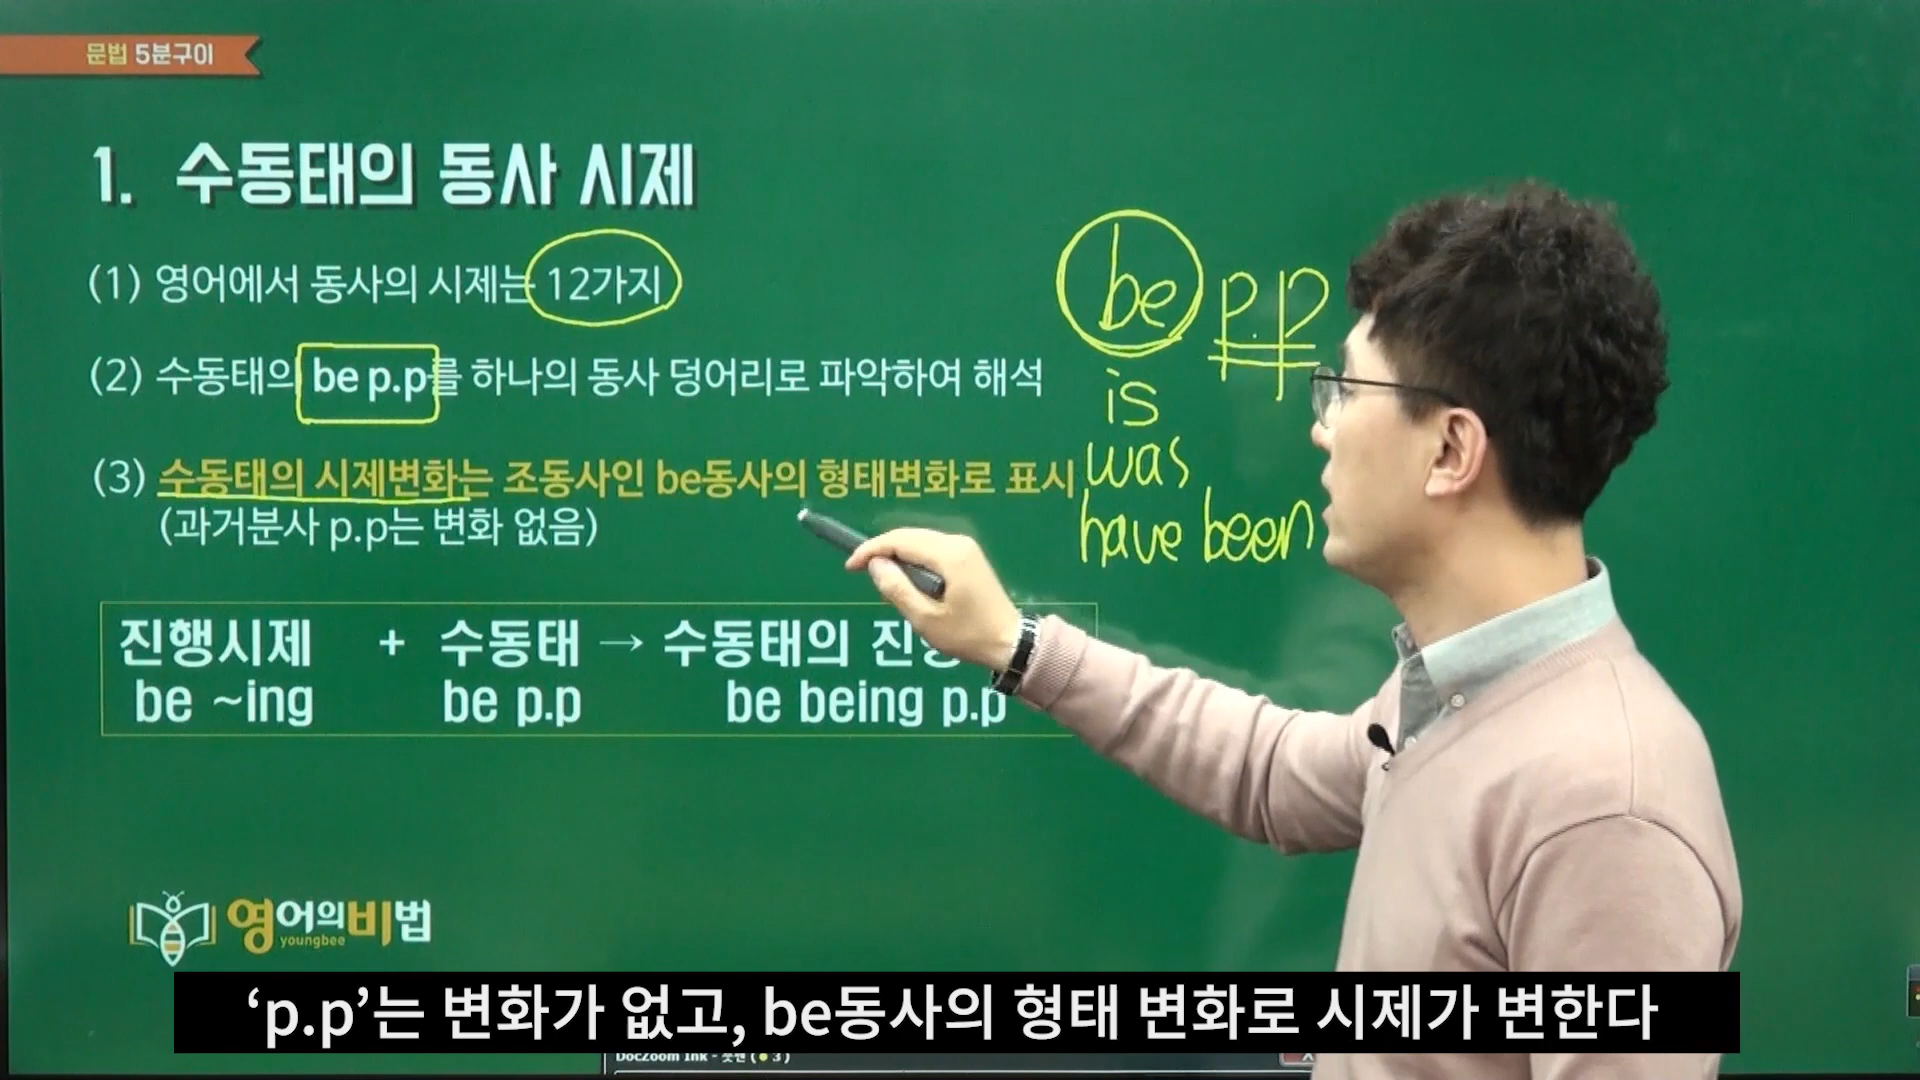 문법 5분구이
1. 수동태의 동사 시제
(1) 영어에서 동사의 시제는 12가지
(2) 수동태의 be p.p를 하나의 동사 덩어리로 파악하여 해석
(3) 수동태의 시제변화는 조동사인 be동사의 형태변화로 표시
(과거분사 p.p는 변화 없음)
be p.p
is
was
have been
진행시제 + 수동태 → 수동태의 진행
be ~ing be p.p be being p.p
영어의비법
youngbee
‘p.p’는 변화가 없고, be동사의 형태 변화로 시제가 변한다
DocZoom Ink - 붓펜 ( 3 )